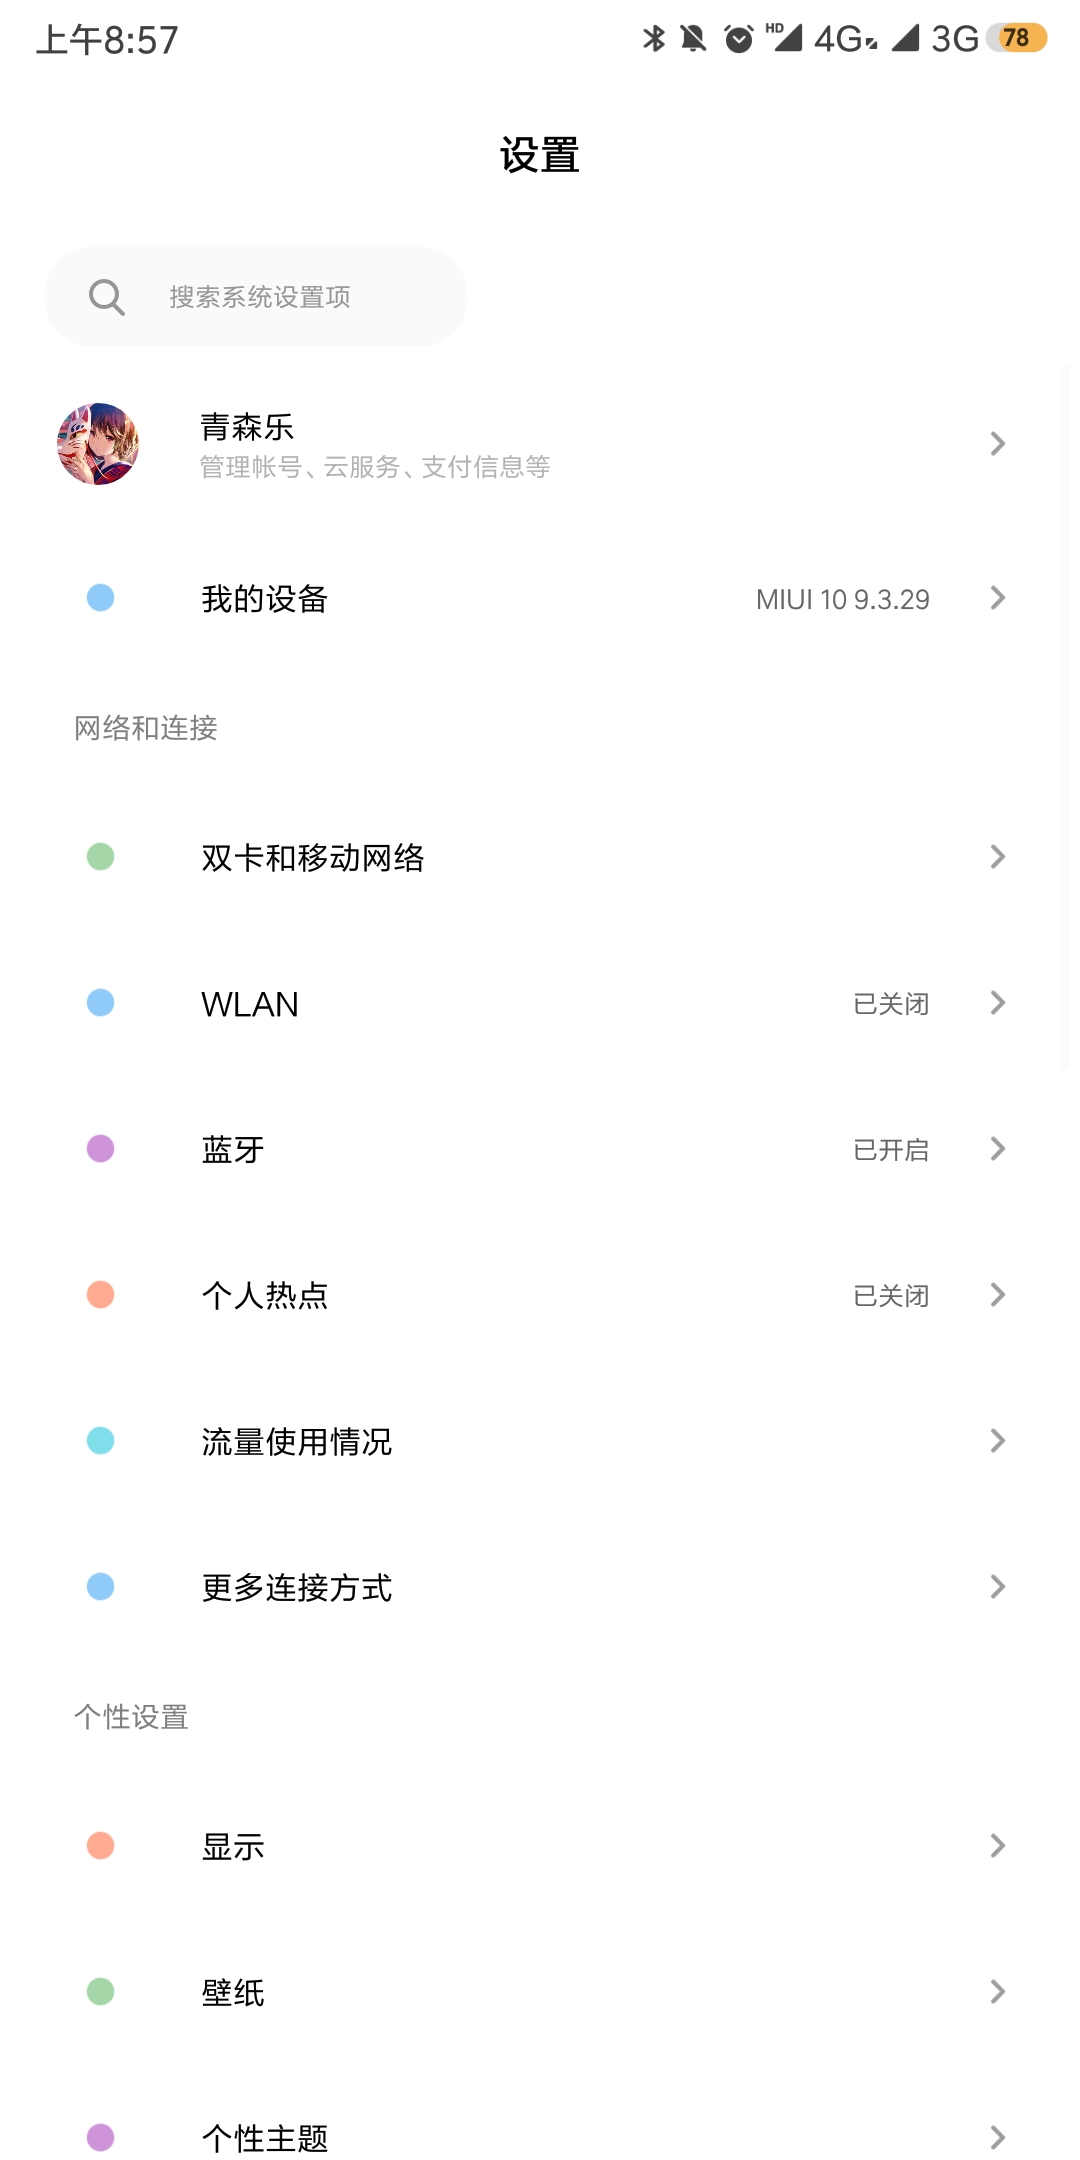 上午8:57
HD 4G 3G 78
设置
搜索系统设置项
青森乐
管理帐号、云服务、支付信息等
我的设备 MIUI 10 9.3.29
网络和连接
双卡和移动网络
WLAN 已关闭
蓝牙 已开启
个人热点 已关闭
流量使用情况
更多连接方式
个性设置
显示
壁纸
个性主题